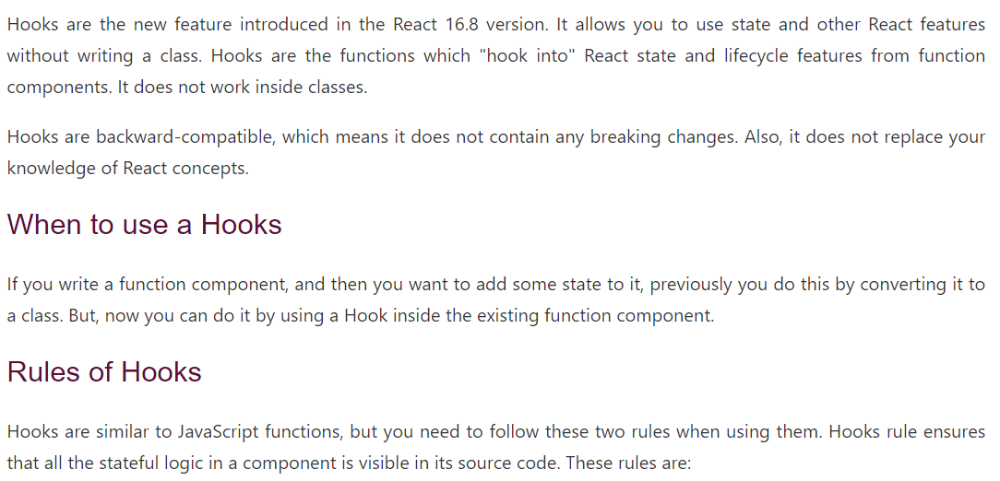 Hooks are the new feature introduced in the React 16.8 version. It allows you to use state and other React features
without writing a class. Hooks are the functions which "hook into" React state and lifecycle features from function
components. It does not work inside classes.
Hooks are backward-compatible, which means it does not contain any breaking changes. Also, it does not replace your
knowledge of React concepts.
When to use a Hooks
If you write a function component, and then you want to add some state to it, previously you do this by converting it to
a class. But, now you can do it by using a Hook inside the existing function component.
Rules of Hooks
Hooks are similar to JavaScript functions, but you need to follow these two rules when using them. Hooks rule ensures
that all the stateful logic in a component is visible in its source code. These rules are: